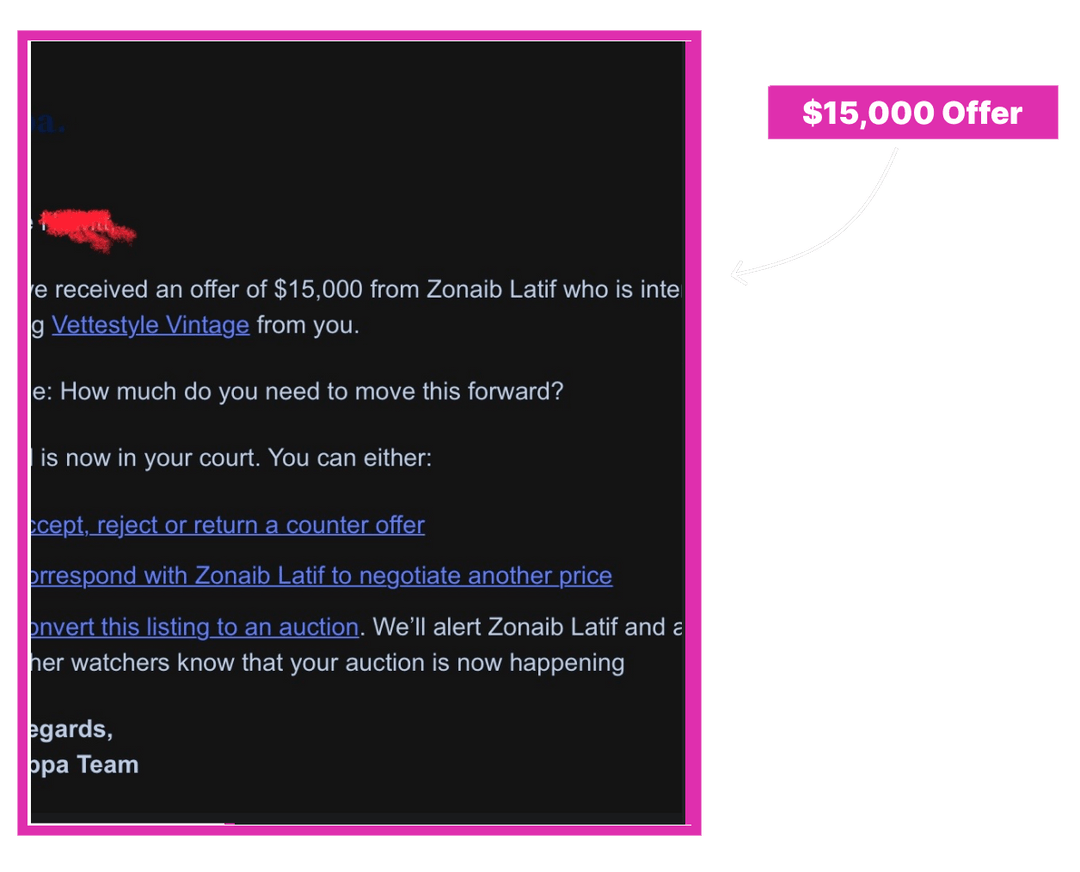 $15,000 Offer
a.
e received an offer of $15,000 from Zonaib Latif who is inte
g Vettestyle Vintage from you.
e: How much do you need to move this forward?
is now in your court. You can either:
ccept, reject or return a counter offer
orrespond with Zonaib Latif to negotiate another price
onvert this listing to an auction. We’ll alert Zonaib Latif and a
her watchers know that your auction is now happening
egards,
ppa Team